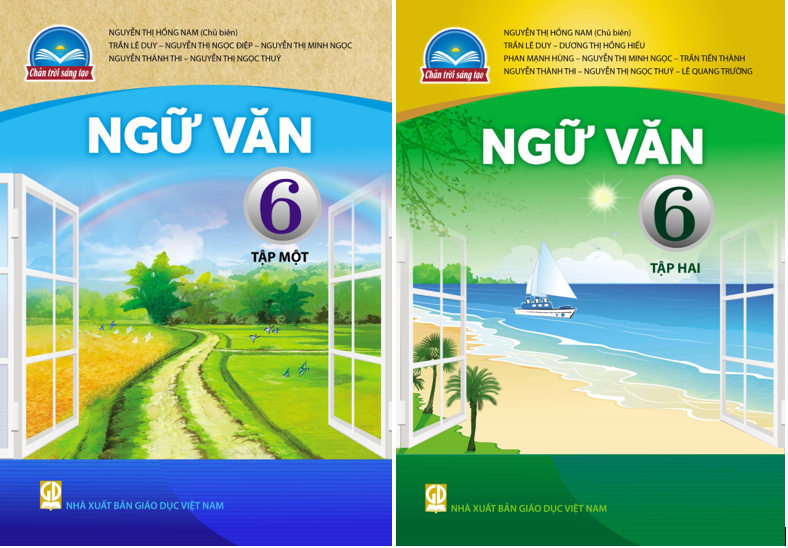 NGUYỄN THỊ HỒNG NAM (Chủ biên)
TRẦN LÊ DUY – NGUYỄN THỊ NGỌC ĐIỆP – NGUYỄN THỊ MINH NGỌC
NGUYỄN THÀNH THI – NGUYỄN THỊ NGỌC THUÝ
Chân trời sáng tạo
NGỮ VĂN
6
TẬP MỘT
GD
NHÀ XUẤT BẢN GIÁO DỤC VIỆT NAM
NGUYỄN THỊ HỒNG NAM (Chủ biên)
TRẦN LÊ DUY – DƯƠNG THỊ HỒNG HIẾU
PHAN MẠNH HÙNG – NGUYỄN THỊ MINH NGỌC – TRẦN TIẾN THÀNH
NGUYỄN THÀNH THI – NGUYỄN THỊ NGỌC THUÝ – LÊ QUANG TRƯỜNG
Chân trời sáng tạo
NGỮ VĂN
6
TẬP HAI
GD
NHÀ XUẤT BẢN GIÁO DỤC VIỆT NAM